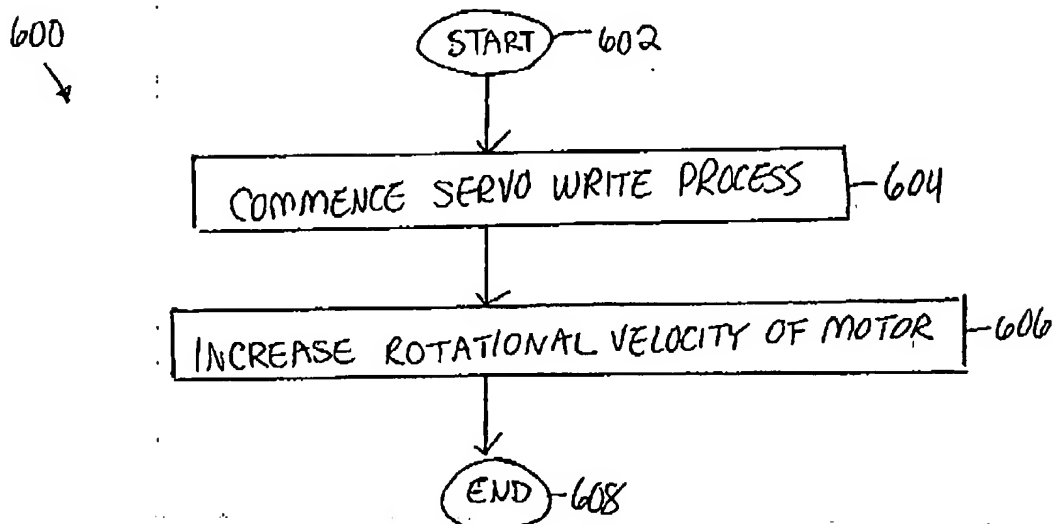 600
START 602
COMMENCE SERVO WRITE PROCESS 604
INCREASE ROTATIONAL VELOCITY OF MOTOR 606
END 608